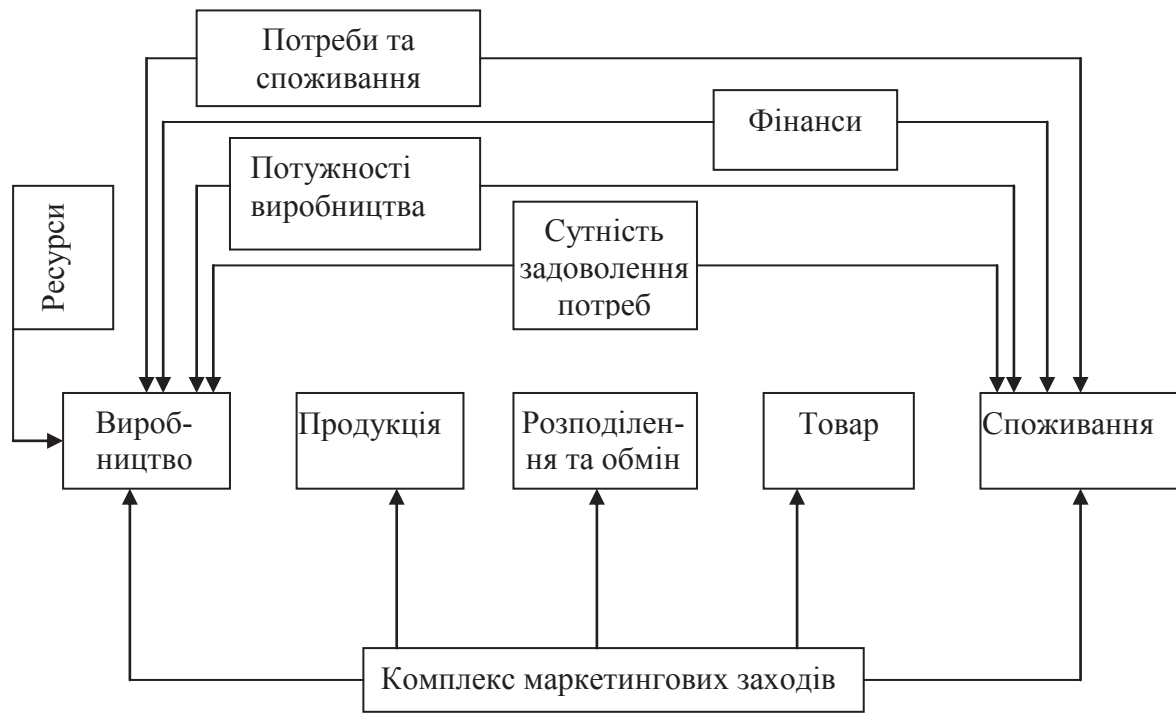 Потреби та
споживання
Фінанси
Потужності
виробництва
Сутність
задоволення
потреб
Ресурси
Вироб-
ництво
Продукція
Розподілен-
ня та обмін
Товар
Споживання
Комплекс маркетингових заходів